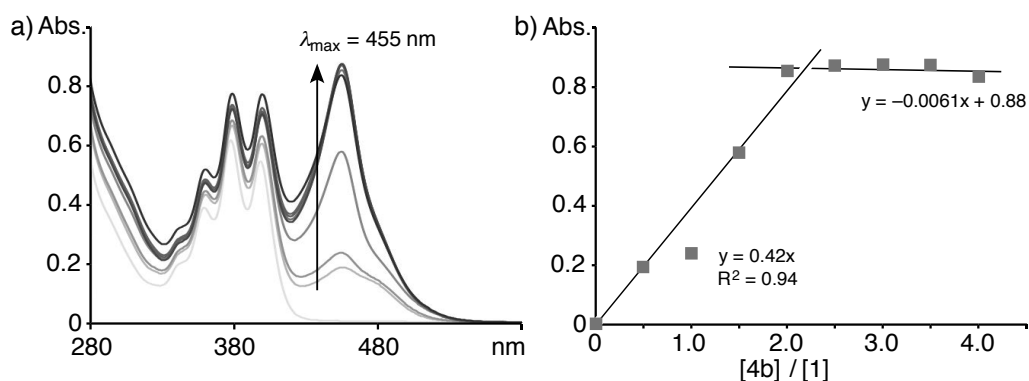 a) Abs.
λmax = 455 nm
0.8
0.6
0.4
0.2
0
280
380
480
nm
b) Abs.
0.8
0.6
0.4
0.2
0
y = −0.0061x + 0.88
y = 0.42x
R² = 0.94
0
1.0
2.0
3.0
4.0
[4b] / [1]